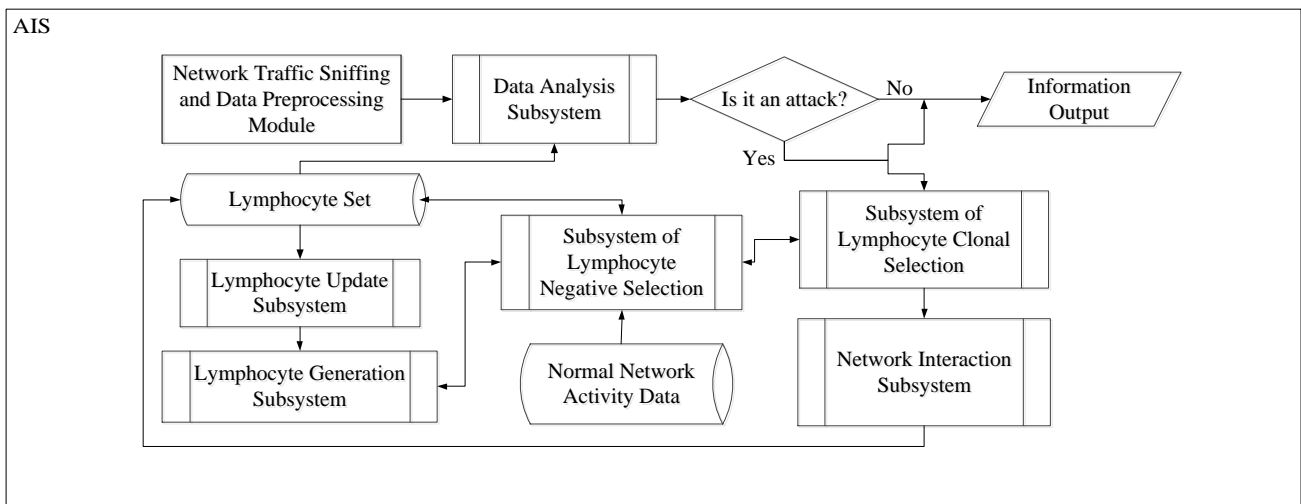 AIS
Network Traffic Sniffing
and Data Preprocessing
Module
Data Analysis
Subsystem
Is it an attack?
No
Information
Output
Yes
Lymphocyte Set
Subsystem of
Lymphocyte
Negative Selection
Subsystem of
Lymphocyte Clonal
Selection
Lymphocyte Update
Subsystem
Lymphocyte Generation
Subsystem
Normal Network
Activity Data
Network Interaction
Subsystem